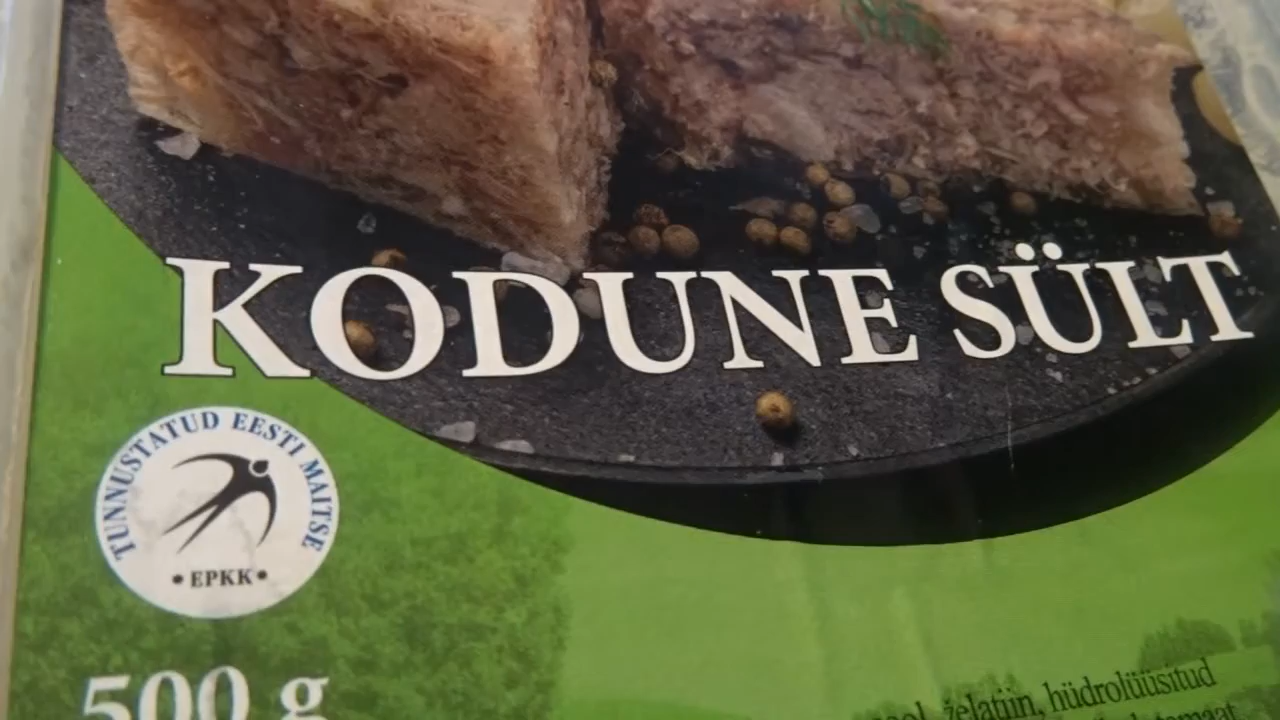 KODUNE SÜLT
TUNNUSTATUD EESTI MAITSE
• EPKK •
500 g
želatiin, hüdrolüüsitud